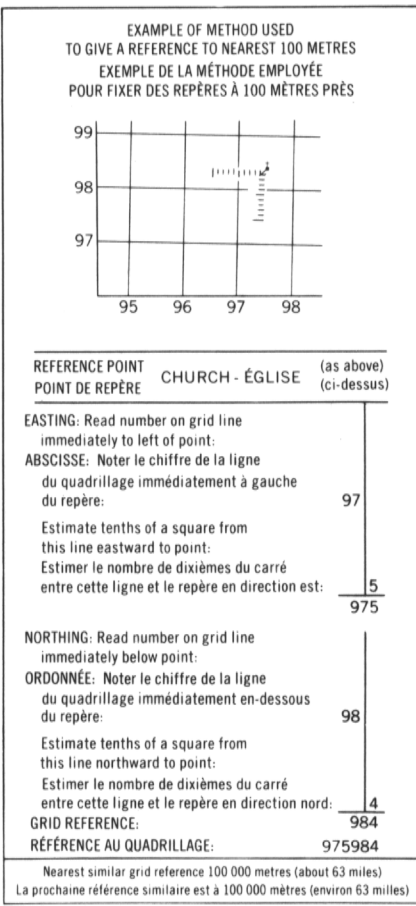 EXAMPLE OF METHOD USED
TO GIVE A REFERENCE TO NEAREST 100 METRES
EXEMPLE DE LA MÉTHODE EMPLOYÉE
POUR FIXER DES REPÈRES À 100 MÈTRES PRÈS
99
98
97
95 96 97 98
REFERENCE POINT
POINT DE REPÈRE
CHURCH - ÉGLISE
(as above)
(ci-dessus)
EASTING: Read number on grid line
immediately to left of point:
ABSCISSE: Noter le chiffre de la ligne
du quadrillage immédiatement à gauche
du repère: 97
Estimate tenths of a square from
this line eastward to point:
Estimer le nombre de dixièmes du carré
entre cette ligne et le repère en direction est: 5
975
NORTHING: Read number on grid line
immediately below point:
ORDONNÉE: Noter le chiffre de la ligne
du quadrillage immédiatement en-dessous
du repère: 98
Estimate tenths of a square from
this line northward to point:
Estimer le nombre de dixièmes du carré
entre cette ligne et le repère en direction nord: 4
GRID REFERENCE: 984
RÉFÉRENCE AU QUADRILLAGE: 975984
Nearest similar grid reference 100 000 metres (about 63 miles)
La prochaine référence similaire est à 100 000 mètres (environ 63 milles)